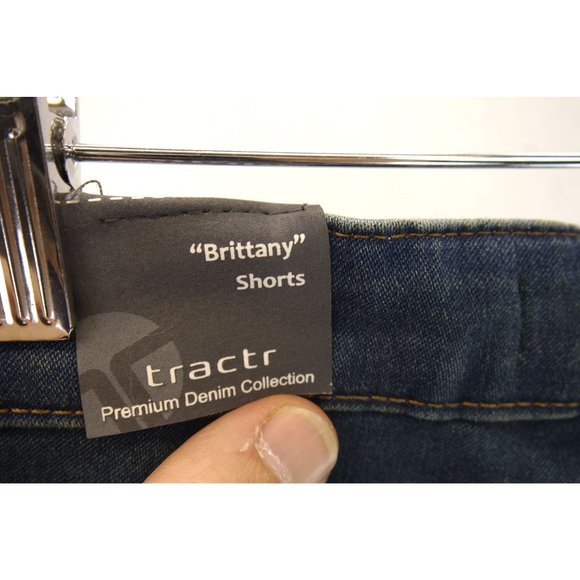 “Brittany”
Shorts
tractr
Premium Denim Collection